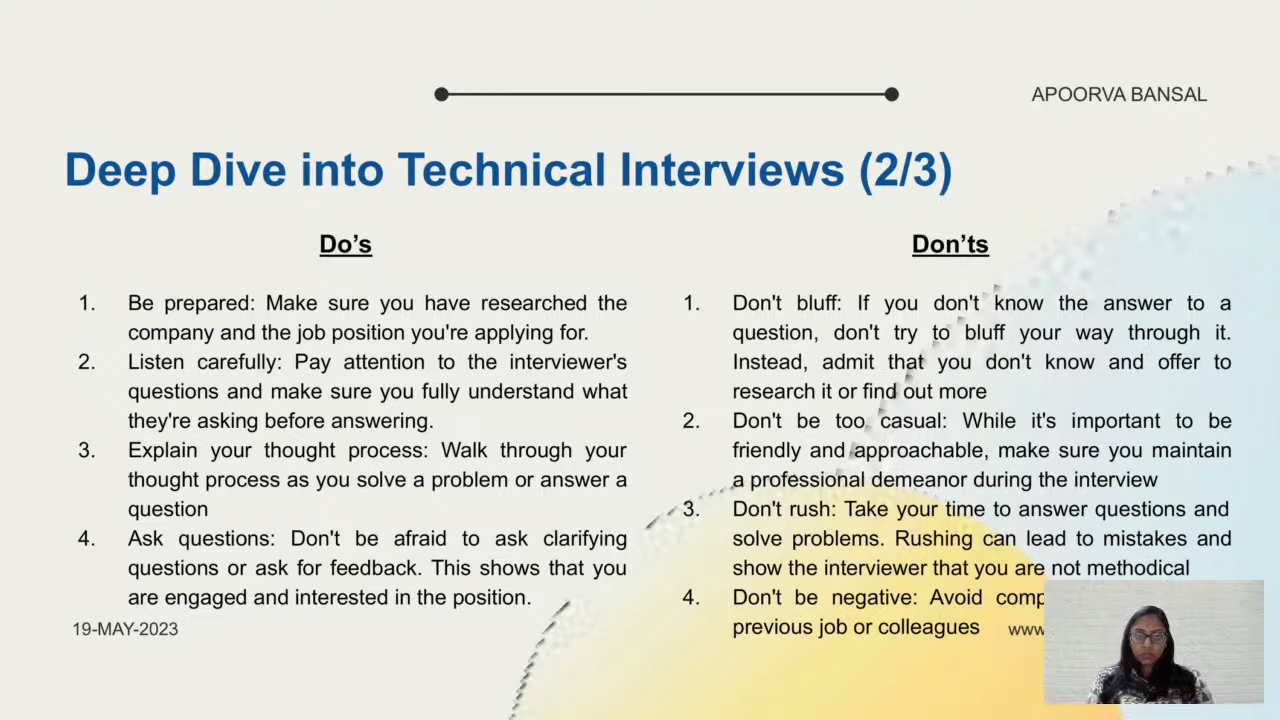 APOORVA BANSAL
Deep Dive into Technical Interviews (2/3)
Do’s
1. Be prepared: Make sure you have researched the
company and the job position you're applying for.
2. Listen carefully: Pay attention to the interviewer's
questions and make sure you fully understand what
they're asking before answering.
3. Explain your thought process: Walk through your
thought process as you solve a problem or answer a
question
4. Ask questions: Don't be afraid to ask clarifying
questions or ask for feedback. This shows that you
are engaged and interested in the position.
Don’ts
1. Don't bluff: If you don't know the answer to a
question, don't try to bluff your way through it.
Instead, admit that you don't know and offer to
research it or find out more
2. Don't be too casual: While it's important to be
friendly and approachable, make sure you maintain
a professional demeanor during the interview
3. Don't rush: Take your time to answer questions and
solve problems. Rushing can lead to mistakes and
show the interviewer that you are not methodical
4. Don't be negative: Avoid
previous job or colleagues
19-MAY-2023